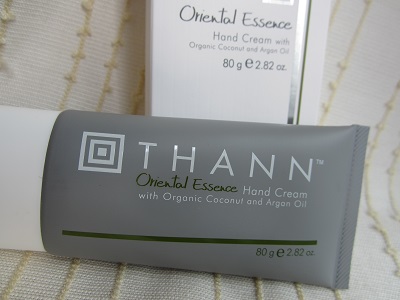 Oriental Essence
Hand Cream with
Organic Coconut and Argan Oil
80 g e 2.82 oz.
THANN™
Oriental Essence Hand Cream
with Organic Coconut and Argan Oil
80 g e 2.82 oz.